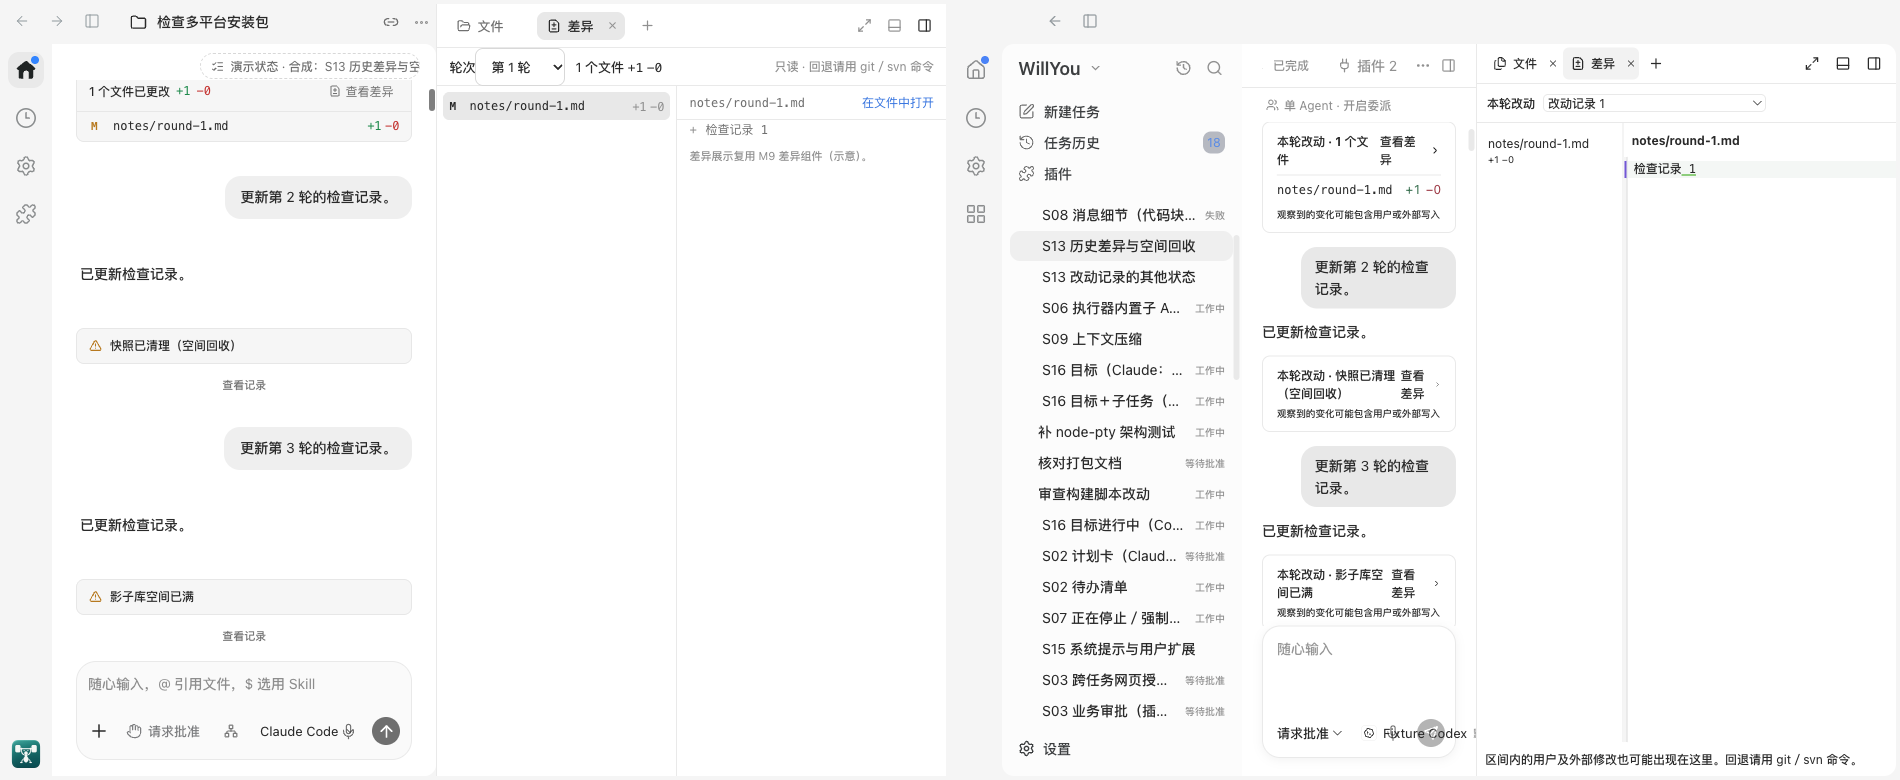 检查多平台安装包
演示状态 · 合成：S13 历史差异与空
1 个文件已更改 +1 −0 查看差异
M notes/round-1.md +1 −0
更新第 2 轮的检查记录。
已更新检查记录。
快照已清理（空间回收）
查看记录
更新第 3 轮的检查记录。
已更新检查记录。
影子库空间已满
查看记录
随心输入，@ 引用文件，$ 选用 Skill
请求批准 Claude Code
文件 差异
轮次 第 1 轮 1 个文件 +1 −0 只读 · 回退请用 git / svn 命令
M notes/round-1.md +1 −0
notes/round-1.md 在文件中打开
+ 检查记录 1
差异展示复用 M9 差异组件（示意）。
WillYou
新建任务
任务历史 18
插件
S08 消息细节（代码块... 失败
S13 历史差异与空间回收
S13 改动记录的其他状态
S06 执行器内置子 A... 工作中
S09 上下文压缩
S16 目标（Claude：... 工作中
S16 目标＋子任务（... 工作中
补 node-pty 架构测试 工作中
核对打包文档 等待批准
审查构建脚本改动 工作中
S16 目标进行中（Co... 工作中
S02 计划卡（Claud... 等待批准
S02 待办清单 工作中
S07 正在停止 / 强制... 工作中
S15 系统提示与用户扩展
S03 跨任务网页授... 等待批准
S03 业务审批（插... 等待批准
设置
已完成 插件 2
单 Agent · 开启委派
本轮改动 · 1 个文件 查看差异
notes/round-1.md +1 −0
观察到的变化可能包含用户或外部写入
更新第 2 轮的检查
记录。
已更新检查记录。
本轮改动 · 快照已清理（空间回收） 查看差异
观察到的变化可能包含用户或外部写入
更新第 3 轮的检查
记录。
已更新检查记录。
本轮改动 · 影子库空间已满 查看差异
观察到的变化可能包含用户或外部写入
随心输入
请求批准 Fixture Codex
文件 差异
本轮改动 改动记录 1
notes/round-1.md
+1 −0
notes/round-1.md
检查记录 1
区间内的用户及外部修改也可能出现在这里。回退请用 git / svn 命令。